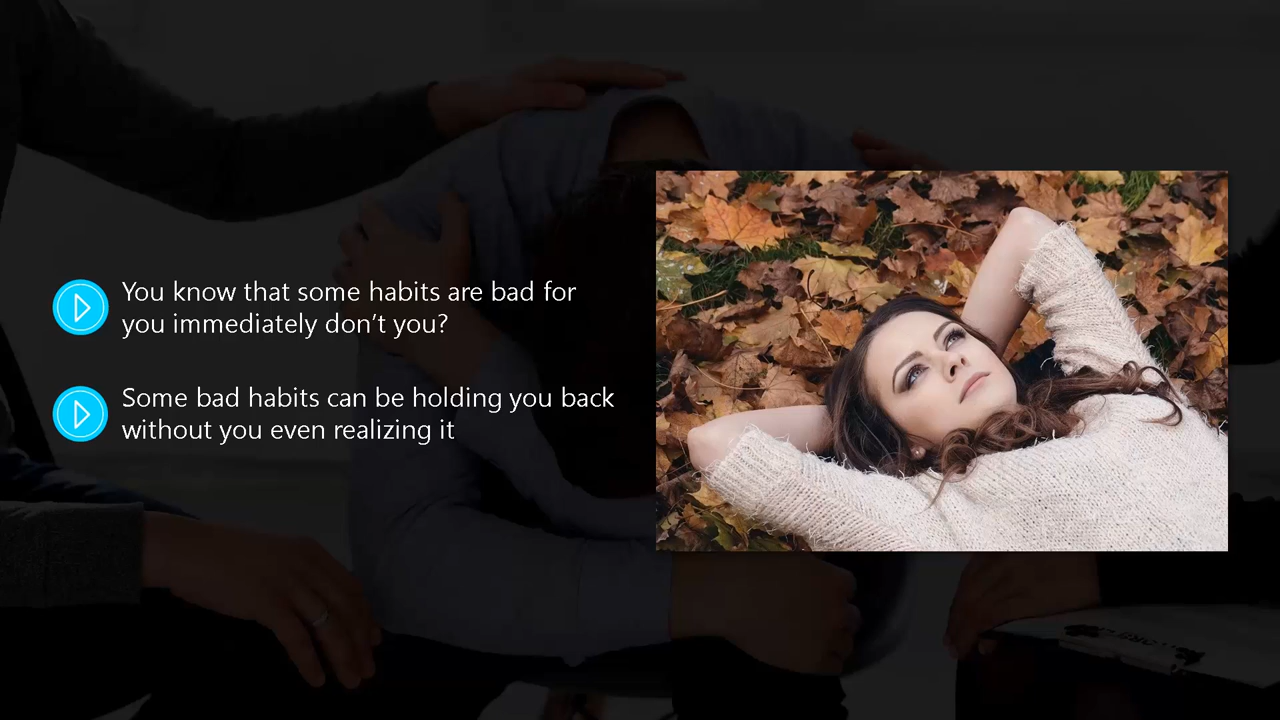 You know that some habits are bad for
you immediately don’t you?
Some bad habits can be holding you back
without you even realizing it